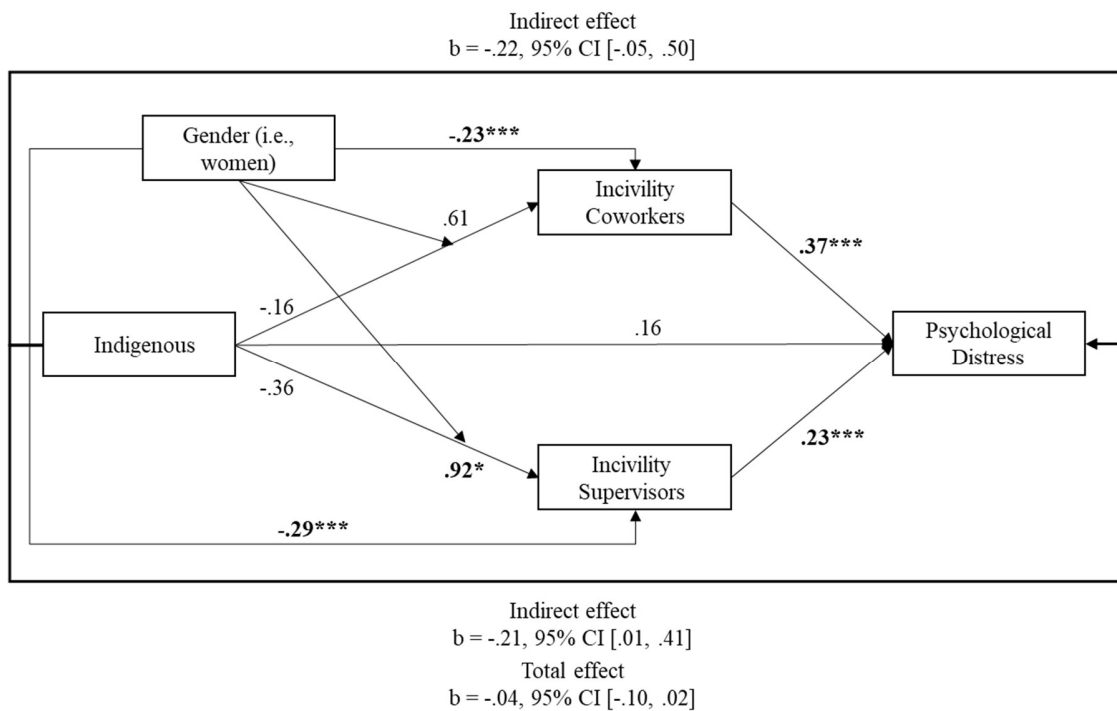 Indirect effect
b = -.22, 95% CI [-.05, .50]
Gender (i.e.,
women)
-.23***
Incivility
Coworkers
.61
.37***
-.16
Indigenous
.16
Psychological
Distress
-.36
.92*
Incivility
Supervisors
.23***
-.29***
Indirect effect
b = -.21, 95% CI [.01, .41]
Total effect
b = -.04, 95% CI [-.10, .02]